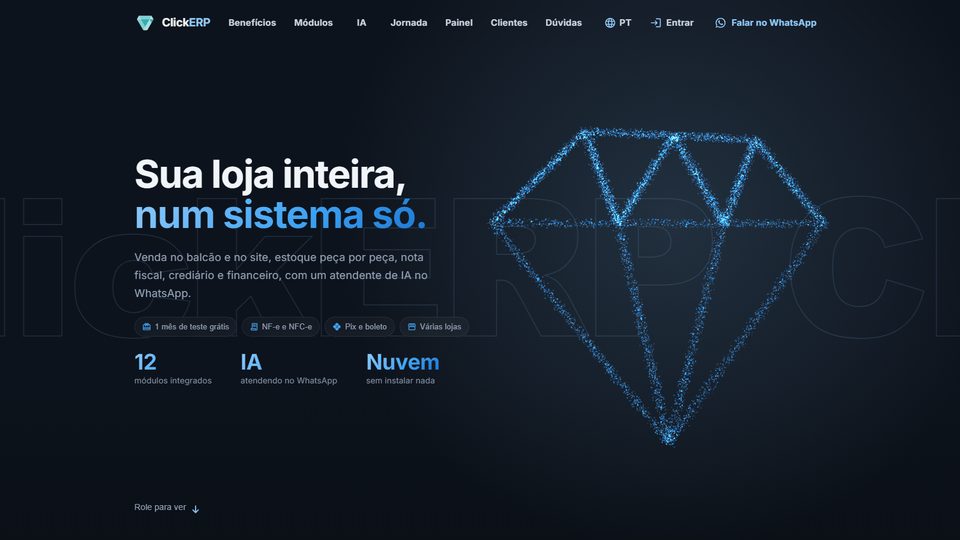 ClickERP
Benefícios
Módulos
IA
Jornada
Painel
Clientes
Dúvidas
PT
Entrar
Falar no WhatsApp
Sua loja inteira,
num sistema só.
Venda no balcão e no site, estoque peça por peça, nota
fiscal, crediário e financeiro, com um atendente de IA no
WhatsApp.
1 mês de teste grátis
NF-e e NFC-e
Pix e boleto
Várias lojas
12
módulos integrados
IA
atendendo no WhatsApp
Nuvem
sem instalar nada
lickERP Cl
Role para ver